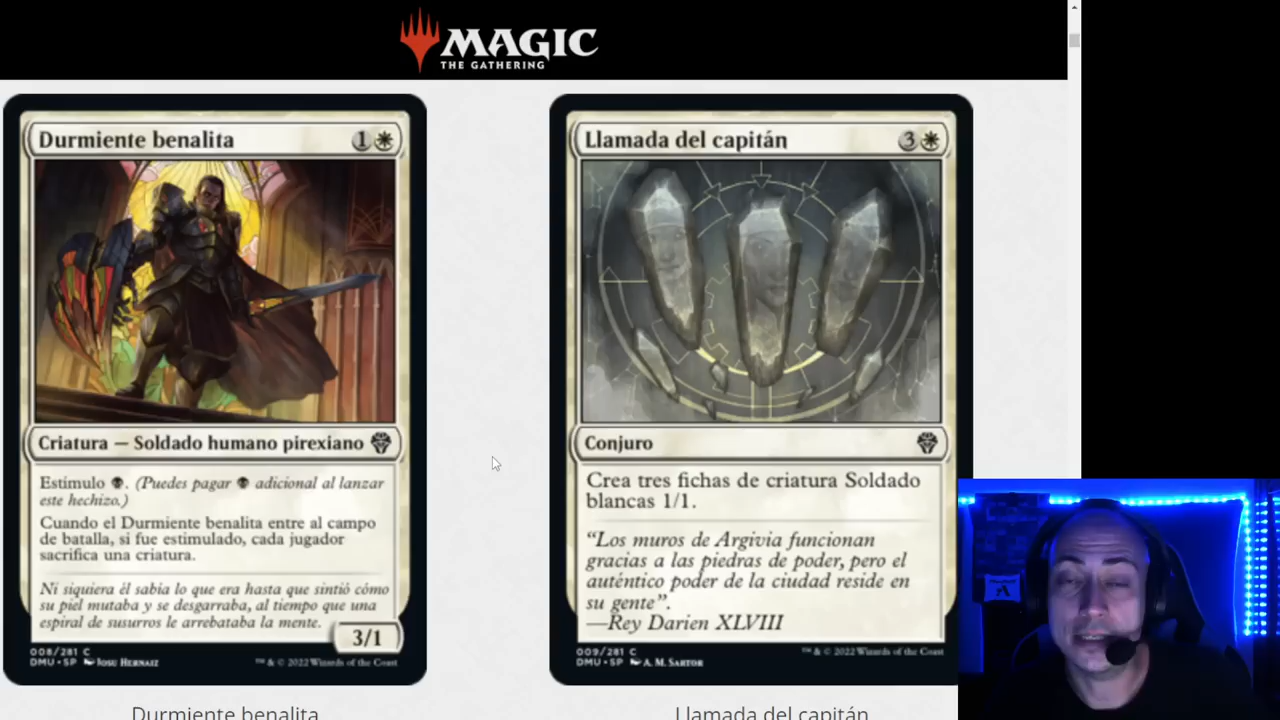 MAGIC
THE GATHERING
Durmiente benalita 1
Criatura — Soldado humano pirexiano
Estímulo . (Puedes pagar adicional al lanzar
este hechizo.)
Cuando el Durmiente benalita entre al campo
de batalla, si fue estimulado, cada jugador
sacrifica una criatura.
Ni siquiera él sabía lo que era hasta que sintió cómo
su piel mutaba y se desgarraba, al tiempo que una
espiral de susurros le arrebataba la mente.
3/1
008/281 C
DMU • SP IOSU HERNAIZ
™ & © 2022 Wizards of the Coast
Durmiente benalita
Llamada del capitán 3
Conjuro
Crea tres fichas de criatura Soldado
blancas 1/1.
“Los muros de Argivia funcionan
gracias a las piedras de poder, pero el
auténtico poder de la ciudad reside en
su gente”.
—Rey Darien XLVIII
009/281 C
DMU • SP A. M. SARTOR
™ & © 2022 Wizards of the Coast
Llamada del capitán